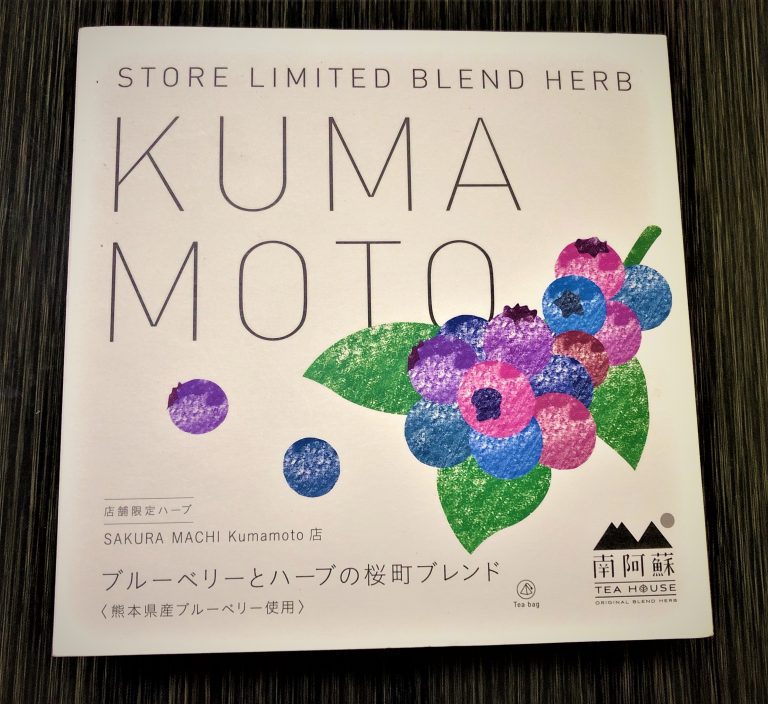 STORE LIMITED BLEND HERB
KUMA
MOTO
店舗限定ハーブ
SAKURA MACHI Kumamoto 店
ブルーベリーとハーブの桜町ブレンド
〈熊本県産ブルーベリー使用〉
Tea bag
南阿蘇
TEA HOUSE
ORIGINAL BLEND HERB